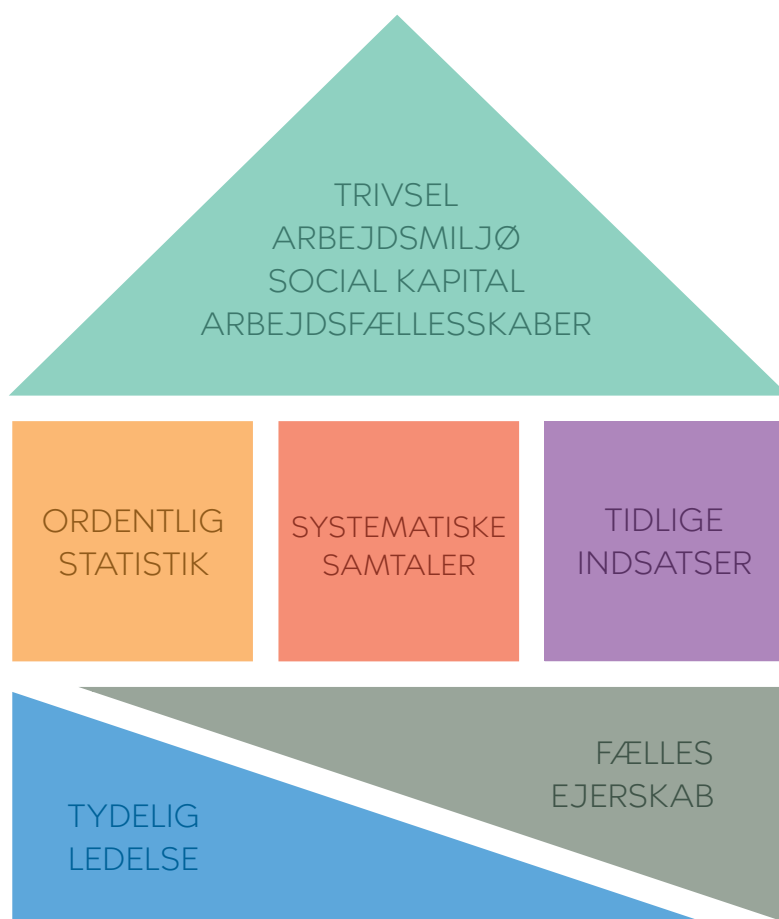 TRIVSEL
ARBEJDSMILJØ
SOCIAL KAPITAL
ARBEJDSFÆLLESSKABER
ORDENTLIG
STATISTIK
SYSTEMATISKE
SAMTALER
TIDLIGE
INDSATSER
FÆLLES
EJERSKAB
TYDELIG
LEDELSE